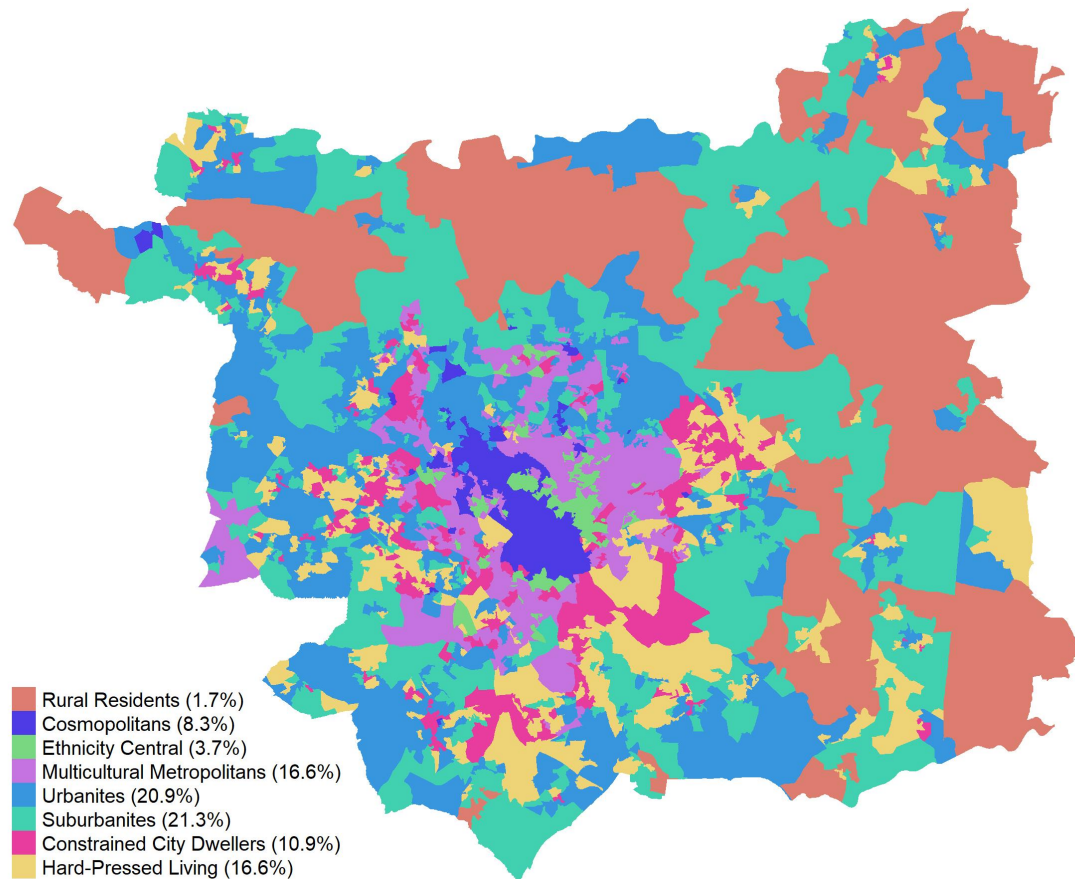 Rural Residents (1.7%)
Cosmopolitans (8.3%)
Ethnicity Central (3.7%)
Multicultural Metropolitans (16.6%)
Urbanites (20.9%)
Suburbanites (21.3%)
Constrained City Dwellers (10.9%)
Hard-Pressed Living (16.6%)